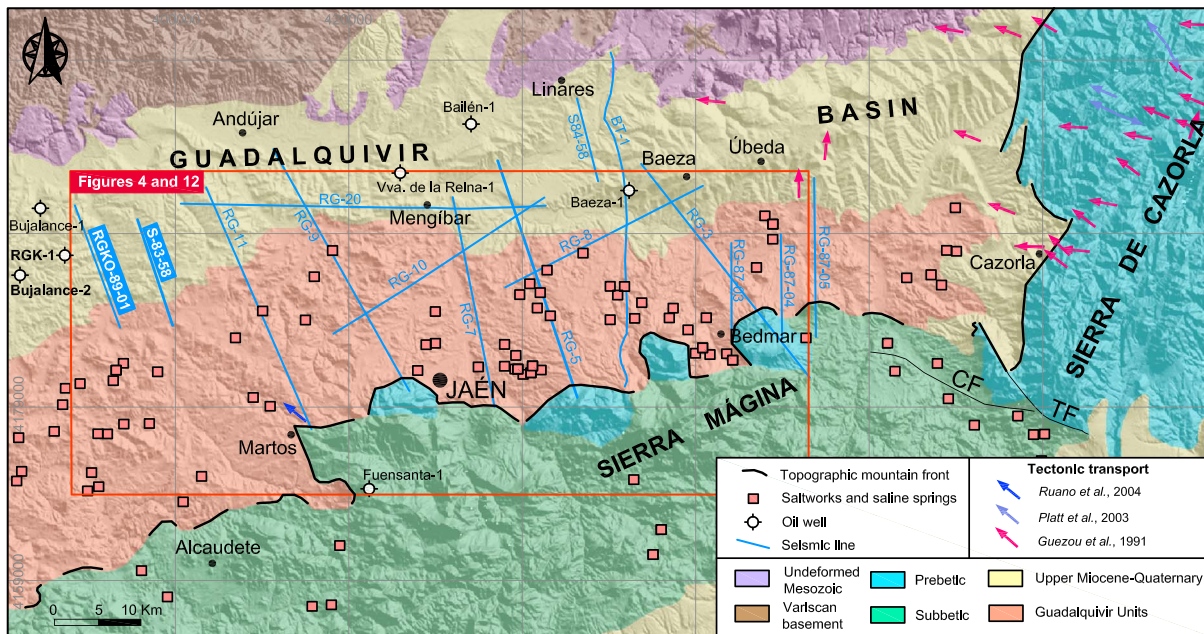 Linares
BASIN
Bailén-1
S84-58
BT-1
Andújar
GUADALQUIVIR
Úbeda
Baeza
Figures 4 and 12
Vva. de la Reina-1
Baeza-1
RG-20
Mengíbar
Bujalance-1
RG-11
RG-9
RG-8
RG-3
RGK-1
RGKO-89-01
S-83-58
RG-10
RG-87-03
RG-87-04
RG-87-05
Cazorla
Bujalance-2
RG-7
RG-5
Bedmar
SIERRA DE CAZORLA
JAÉN
CF
TF
SIERRA MÁGINA
Martos
Fuensanta-1
Alcaudete
4159000
0 5 10 Km
Topographic mountain front
Saltworks and saline springs
Oil well
Seismic line
Tectonic transport
Ruano et al., 2004
Platt et al., 2003
Guezou et al., 1991
Undeformed
Mesozoic
Prebetic
Upper Miocene-Quaternary
Variscan
basement
Subbetic
Guadalquivir Units